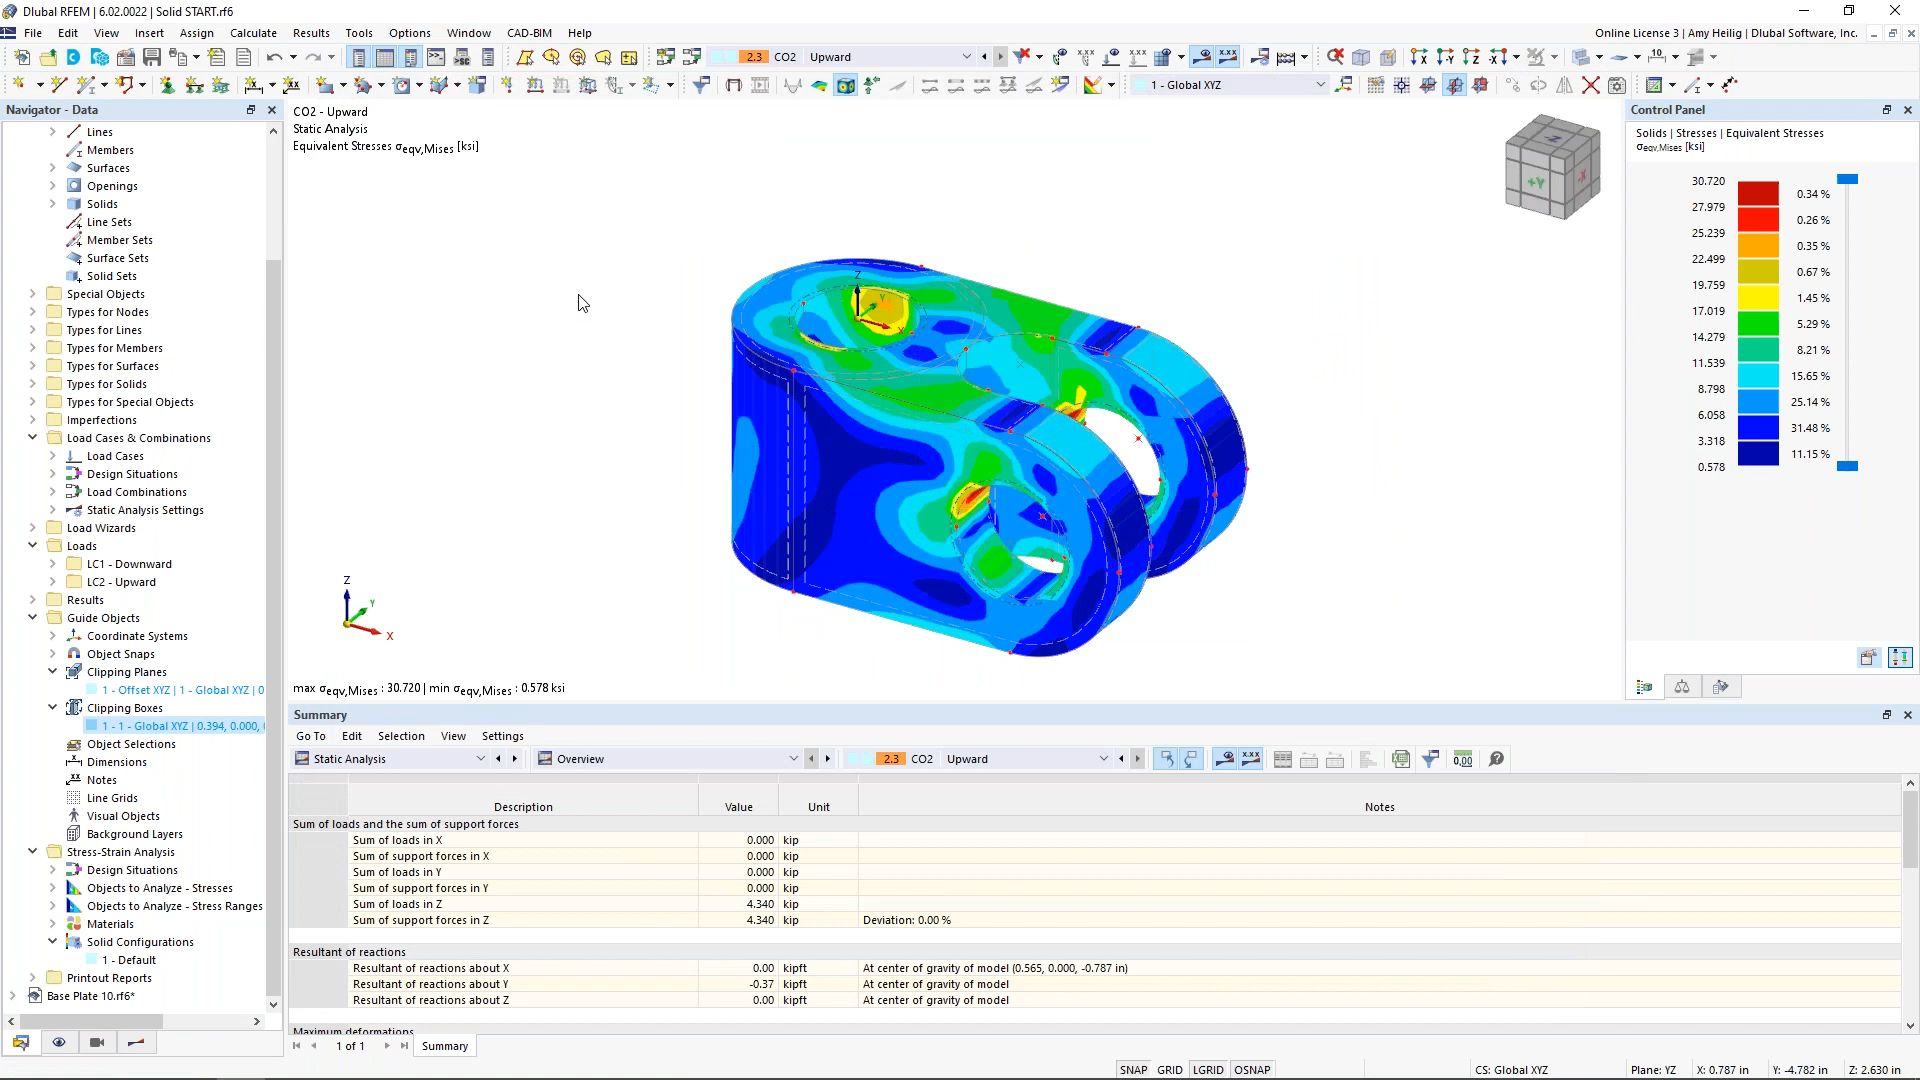 Dlubal RFEM | 6.02.0022 | Solid START.rf6
File Edit View Insert Assign Calculate Results Tools Options Window CAD-BIM Help
Online License 3 | Amy Heilig | Dlubal Software, Inc.
2.3 CO2 Upward
1 - Global XYZ
Navigator - Data
Lines
Members
Surfaces
Openings
Solids
Line Sets
Member Sets
Surface Sets
Solid Sets
Special Objects
Types for Nodes
Types for Lines
Types for Members
Types for Surfaces
Types for Solids
Types for Special Objects
Imperfections
Load Cases & Combinations
Load Cases
Design Situations
Load Combinations
Static Analysis Settings
Load Wizards
Loads
LC1 - Downward
LC2 - Upward
Results
Guide Objects
Coordinate Systems
Object Snaps
Clipping Planes
1 - Offset XYZ | 1 - Global XYZ | 0
Clipping Boxes
1 - 1 - Global XYZ | 0.394, 0.000,
Object Selections
Dimensions
Notes
Line Grids
Visual Objects
Background Layers
Stress-Strain Analysis
Design Situations
Objects to Analyze - Stresses
Objects to Analyze - Stress Ranges
Materials
Solid Configurations
1 - Default
Printout Reports
Base Plate 10.rf6*
CO2 - Upward
Static Analysis
Equivalent Stresses σeqv,Mises [ksi]
Z
Y
X
-Z
+Y
-X
Z
Y
X
max σeqv,Mises : 30.720 | min σeqv,Mises : 0.578 ksi
Control Panel
Solids | Stresses | Equivalent Stresses
σeqv,Mises [ksi]
30.720
0.34 %
27.979
0.26 %
25.239
0.35 %
22.499
0.67 %
19.759
1.45 %
17.019
5.29 %
14.279
8.21 %
11.539
15.65 %
8.798
25.14 %
6.058
31.48 %
3.318
11.15 %
0.578
Summary
Go To Edit Selection View Settings
Static Analysis Overview 2.3 CO2 Upward
Description Value Unit Notes
Sum of loads and the sum of support forces
Sum of loads in X 0.000 kip
Sum of support forces in X 0.000 kip
Sum of loads in Y 0.000 kip
Sum of support forces in Y 0.000 kip
Sum of loads in Z 4.340 kip
Sum of support forces in Z 4.340 kip Deviation: 0.00 %
Resultant of reactions
Resultant of reactions about X 0.00 kipft At center of gravity of model (0.565, 0.000, -0.787 in)
Resultant of reactions about Y -0.37 kipft At center of gravity of model
Resultant of reactions about Z 0.00 kipft At center of gravity of model
Maximum deformations
1 of 1 Summary
SNAP GRID LGRID OSNAP CS: Global XYZ Plane: YZ X: 0.787 in Y: -4.782 in Z: 2.630 in